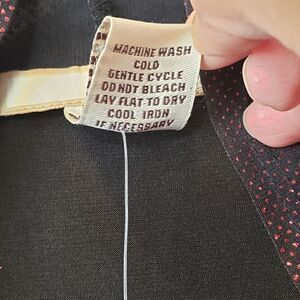 MACHINE WASH
COLD
GENTLE CYCLE
DO NOT BLEACH
LAY FLAT TO DRY
COOL IRON
IF NECESSARY